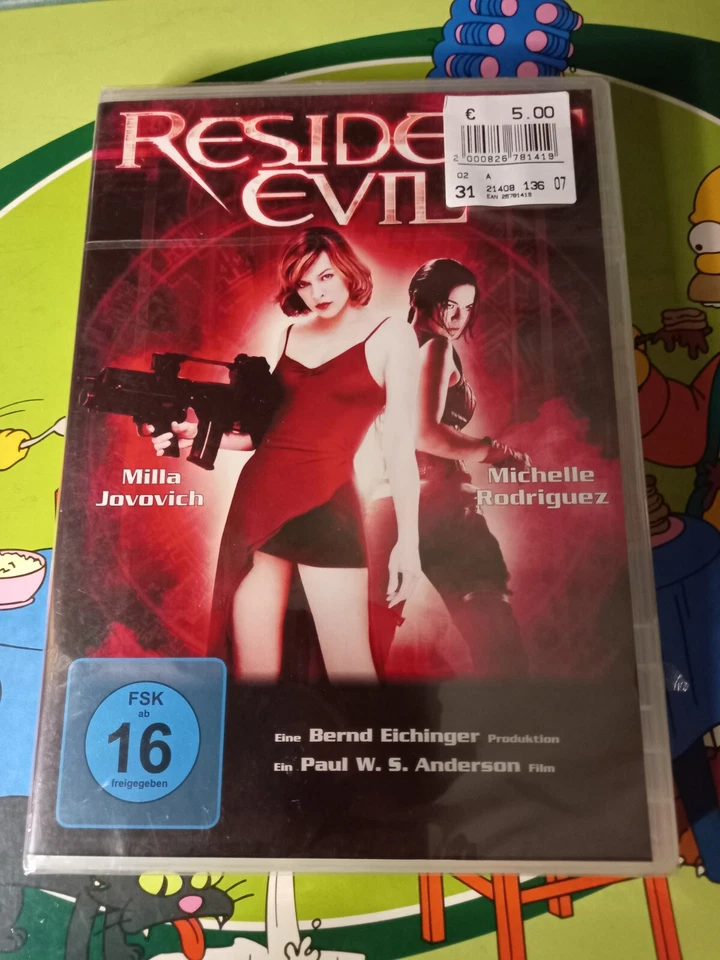 RESIDE
EVIL
€ 5.00
2 000826 781419
02 A
31 21408 136 07
EAN 26781419
Milla
Jovovich
Michelle
Rodriguez
FSK
ab
16
freigegeben
Eine Bernd Eichinger Produktion
Ein Paul W. S. Anderson Film